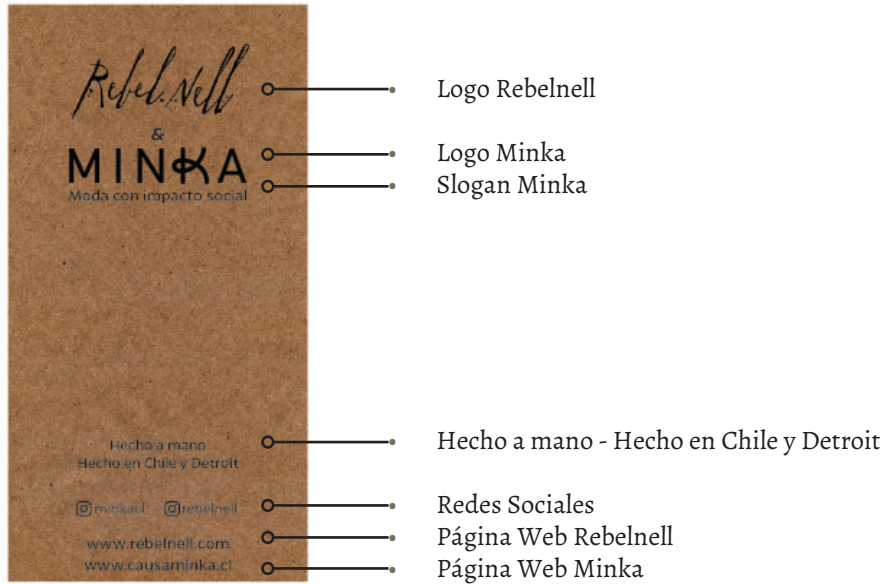 Rebel Nell
Logo Rebelnell
&
MINKA
Logo Minka
Moda con impacto social
Slogan Minka
Hecho a mano
Hecho en Chile y Detroit
Hecho a mano - Hecho en Chile y Detroit
minkacl rebelnell
Redes Sociales
www.rebelnell.com
Página Web Rebelnell
www.causaminka.cl
Página Web Minka